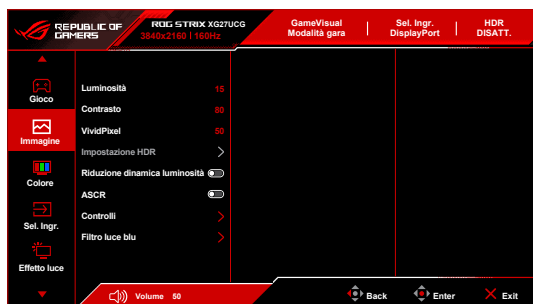 REPUBLIC OF
GAMERS
ROG STRIX XG27UCG
3840x2160 | 160Hz
GameVisual
Modalità gara
Sel. Ingr.
DisplayPort
HDR
DISATT.
Gioco
Immagine
Colore
Sel. Ingr.
Effetto luce
Luminosità 15
Contrasto 50
VividPixel 50
Impostazione HDR
Riduzione dinamica luminosità
ASCR
Controlli
Filtro luce blu
Volume 50
Back
Enter
Exit